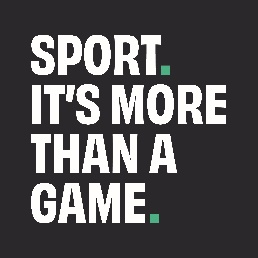 SPORT.
IT'S MORE
THAN A
GAME.